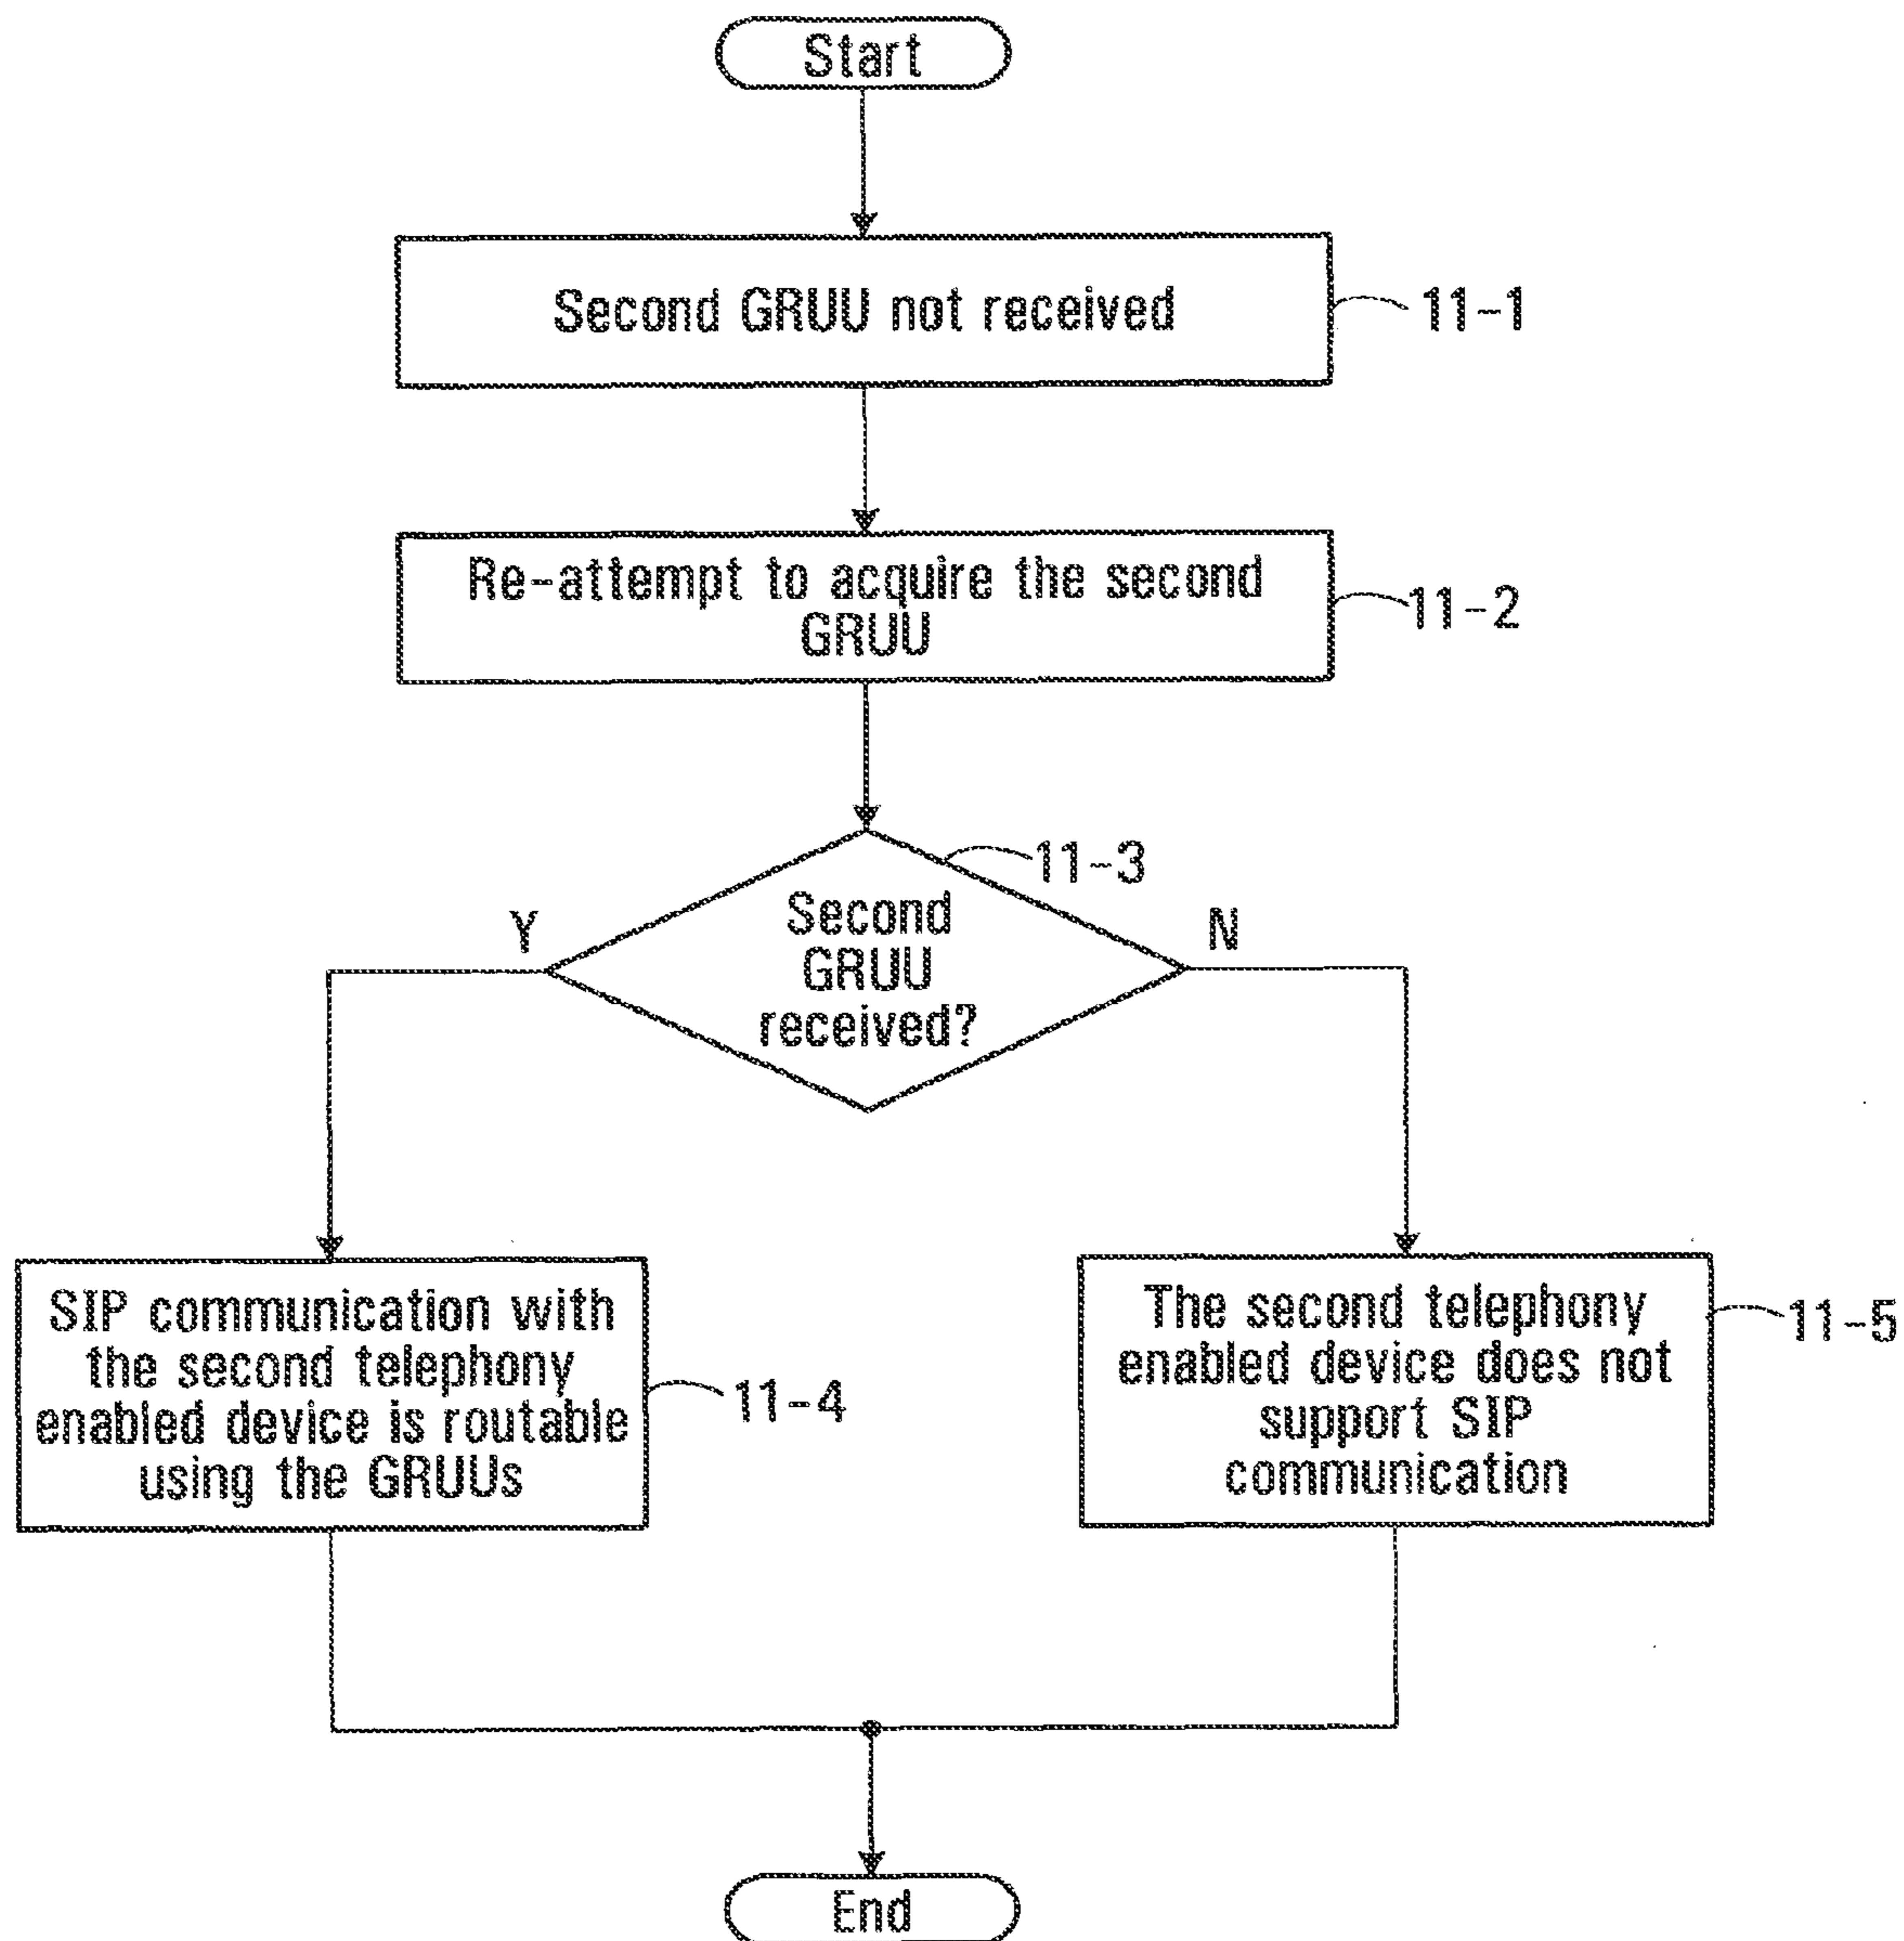 Start
Second GRUU not received
11-1
Re-attempt to acquire the second
GRUU
11-2
11-3
Second
GRUU
received?
Y
N
SIP communication with
the second telephony
enabled device is routable
using the GRUUs
11-4
The second telephony
enabled device does not
support SIP
communication
11-5
End